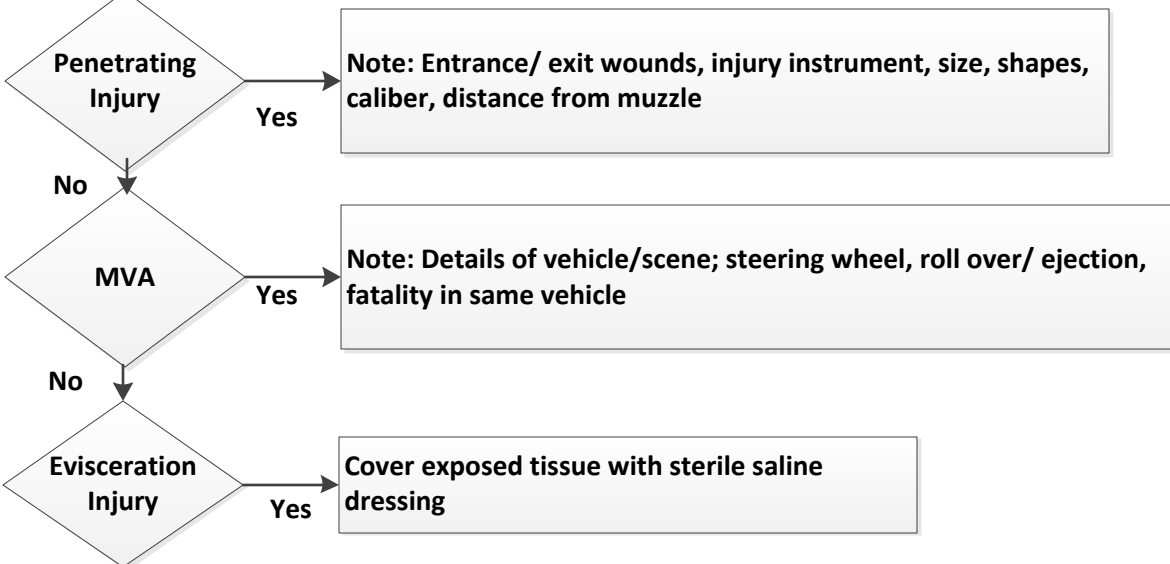 Penetrating
Injury
Yes
Note: Entrance/ exit wounds, injury instrument, size, shapes,
caliber, distance from muzzle
No
MVA
Yes
Note: Details of vehicle/scene; steering wheel, roll over/ ejection,
fatality in same vehicle
No
Evisceration
Injury
Yes
Cover exposed tissue with sterile saline
dressing